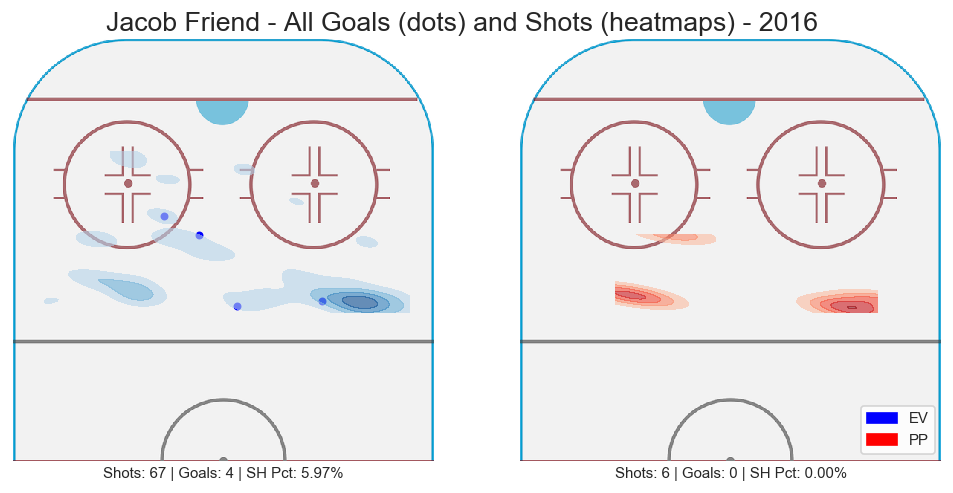 Jacob Friend - All Goals (dots) and Shots (heatmaps) - 2016
EV
PP
Shots: 67 | Goals: 4 | SH Pct: 5.97%
Shots: 6 | Goals: 0 | SH Pct: 0.00%